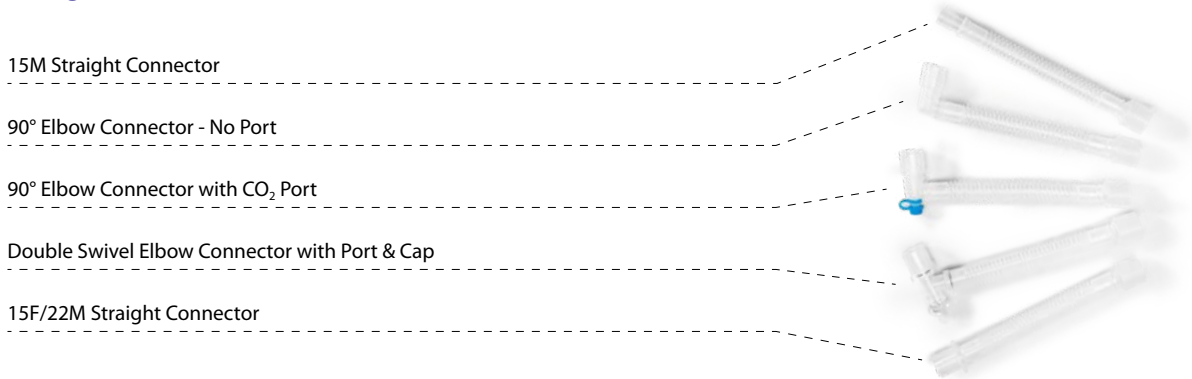 15M Straight Connector
90° Elbow Connector - No Port
90° Elbow Connector with CO₂ Port
Double Swivel Elbow Connector with Port & Cap
15F/22M Straight Connector